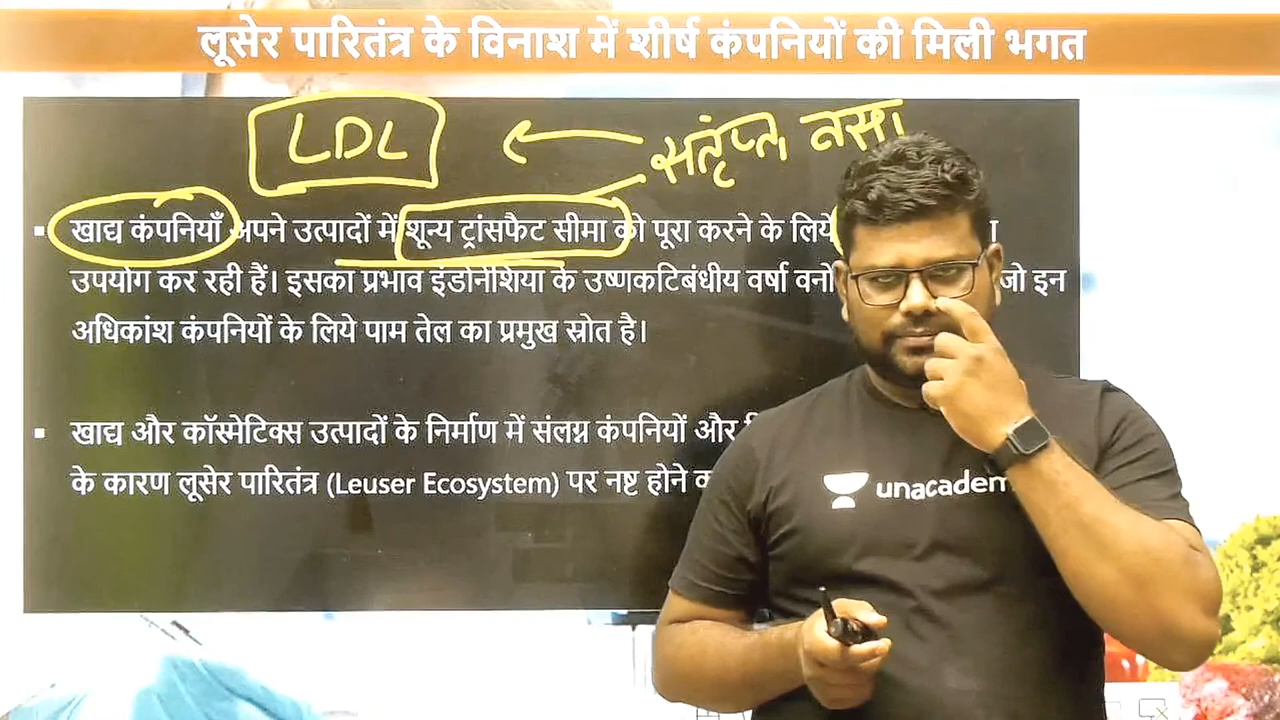 लूसेर पारितंत्र के विनाश में शीर्ष कंपनियों की मिली भगत
LDL
खाद्य कंपनियाँ अपने उत्पादों में शून्य ट्रांसफैट सीमा को पूरा करने के लिये
उपयोग कर रही हैं। इसका प्रभाव इंडोनेशिया के उष्णकटिबंधीय वर्षा वनों जो इन
अधिकांश कंपनियों के लिये पाम तेल का प्रमुख स्रोत है।
खाद्य और कॉस्मेटिक्स उत्पादों के निर्माण में संलग्न कंपनियों और
के कारण लूसेर पारितंत्र (Leuser Ecosystem) पर नष्ट होने
unacadem